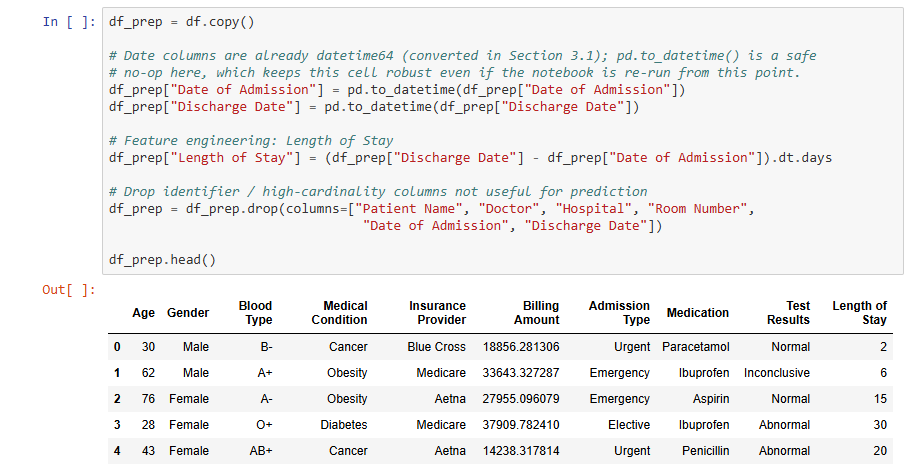 In [ ]: df_prep = df.copy()
# Date columns are already datetime64 (converted in Section 3.1); pd.to_datetime() is a safe
# no-op here, which keeps this cell robust even if the notebook is re-run from this point.
df_prep["Date of Admission"] = pd.to_datetime(df_prep["Date of Admission"])
df_prep["Discharge Date"] = pd.to_datetime(df_prep["Discharge Date"])
# Feature engineering: Length of Stay
df_prep["Length of Stay"] = (df_prep["Discharge Date"] - df_prep["Date of Admission"]).dt.days
# Drop identifier / high-cardinality columns not useful for prediction
df_prep = df_prep.drop(columns=["Patient Name", "Doctor", "Hospital", "Room Number",
"Date of Admission", "Discharge Date"])
df_prep.head()
Out[ ]:
Age Gender Blood Type Medical Condition Insurance Provider Billing Amount Admission Type Medication Test Results Length of Stay
0 30 Male B- Cancer Blue Cross 18856.281306 Urgent Paracetamol Normal 2
1 62 Male A+ Obesity Medicare 33643.327287 Emergency Ibuprofen Inconclusive 6
2 76 Female A- Obesity Aetna 27955.096079 Emergency Aspirin Normal 15
3 28 Female O+ Diabetes Medicare 37909.782410 Elective Ibuprofen Abnormal 30
4 43 Female AB+ Cancer Aetna 14238.317814 Urgent Penicillin Abnormal 20